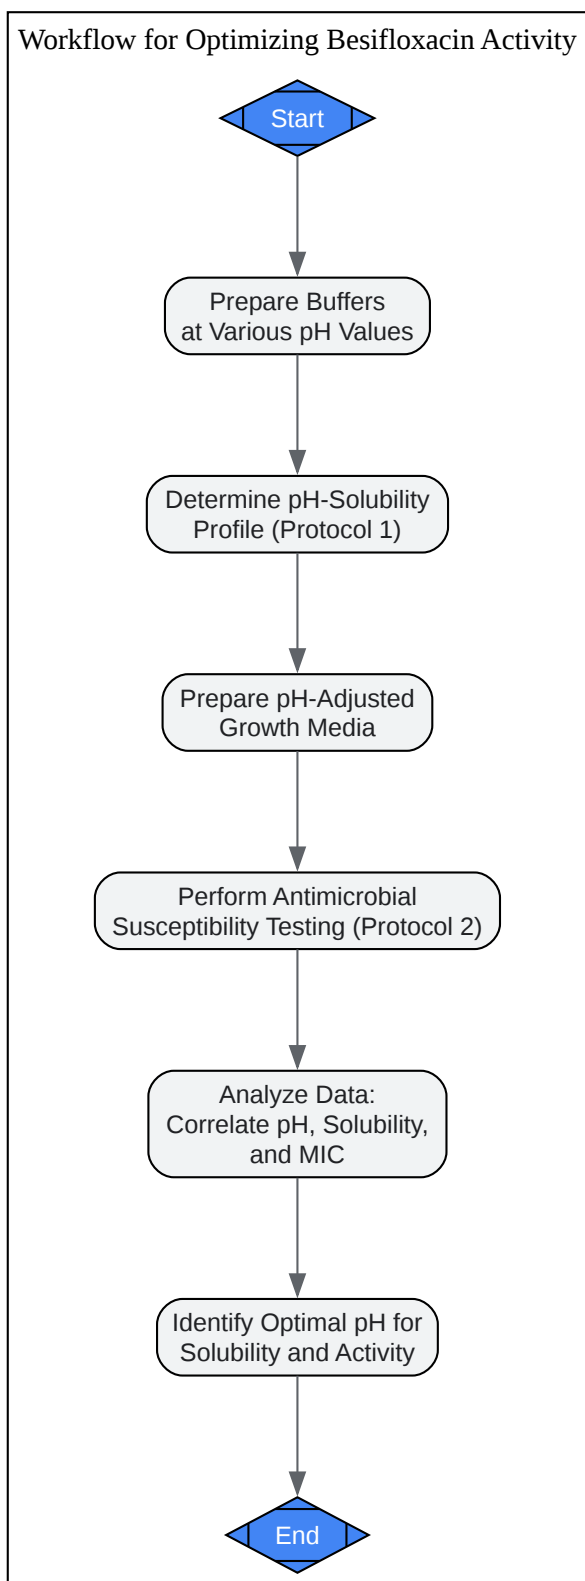 Workflow for Optimizing Besifloxacin Activity
Start
Prepare Buffers
at Various pH Values
Determine pH-Solubility
Profile (Protocol 1)
Prepare pH-Adjusted
Growth Media
Perform Antimicrobial
Susceptibility Testing (Protocol 2)
Analyze Data:
Correlate pH, Solubility,
and MIC
Identify Optimal pH for
Solubility and Activity
End